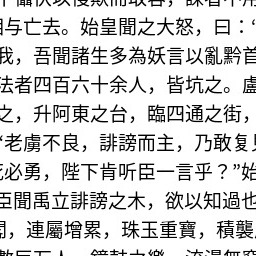 相与亡去。始皇聞之大怒，曰：“
我，吾聞諸生多為妖言以亂黔首
法者四百六十余人，皆坑之。盧
之，升阿東之台，臨四通之街，
“老虜不良，誹謗而主，乃敢复見
死必勇，陛下肯听臣一言乎？”始
臣聞禹立誹謗之木，欲以知過也
，連屬增累，珠玉重寶，積襲